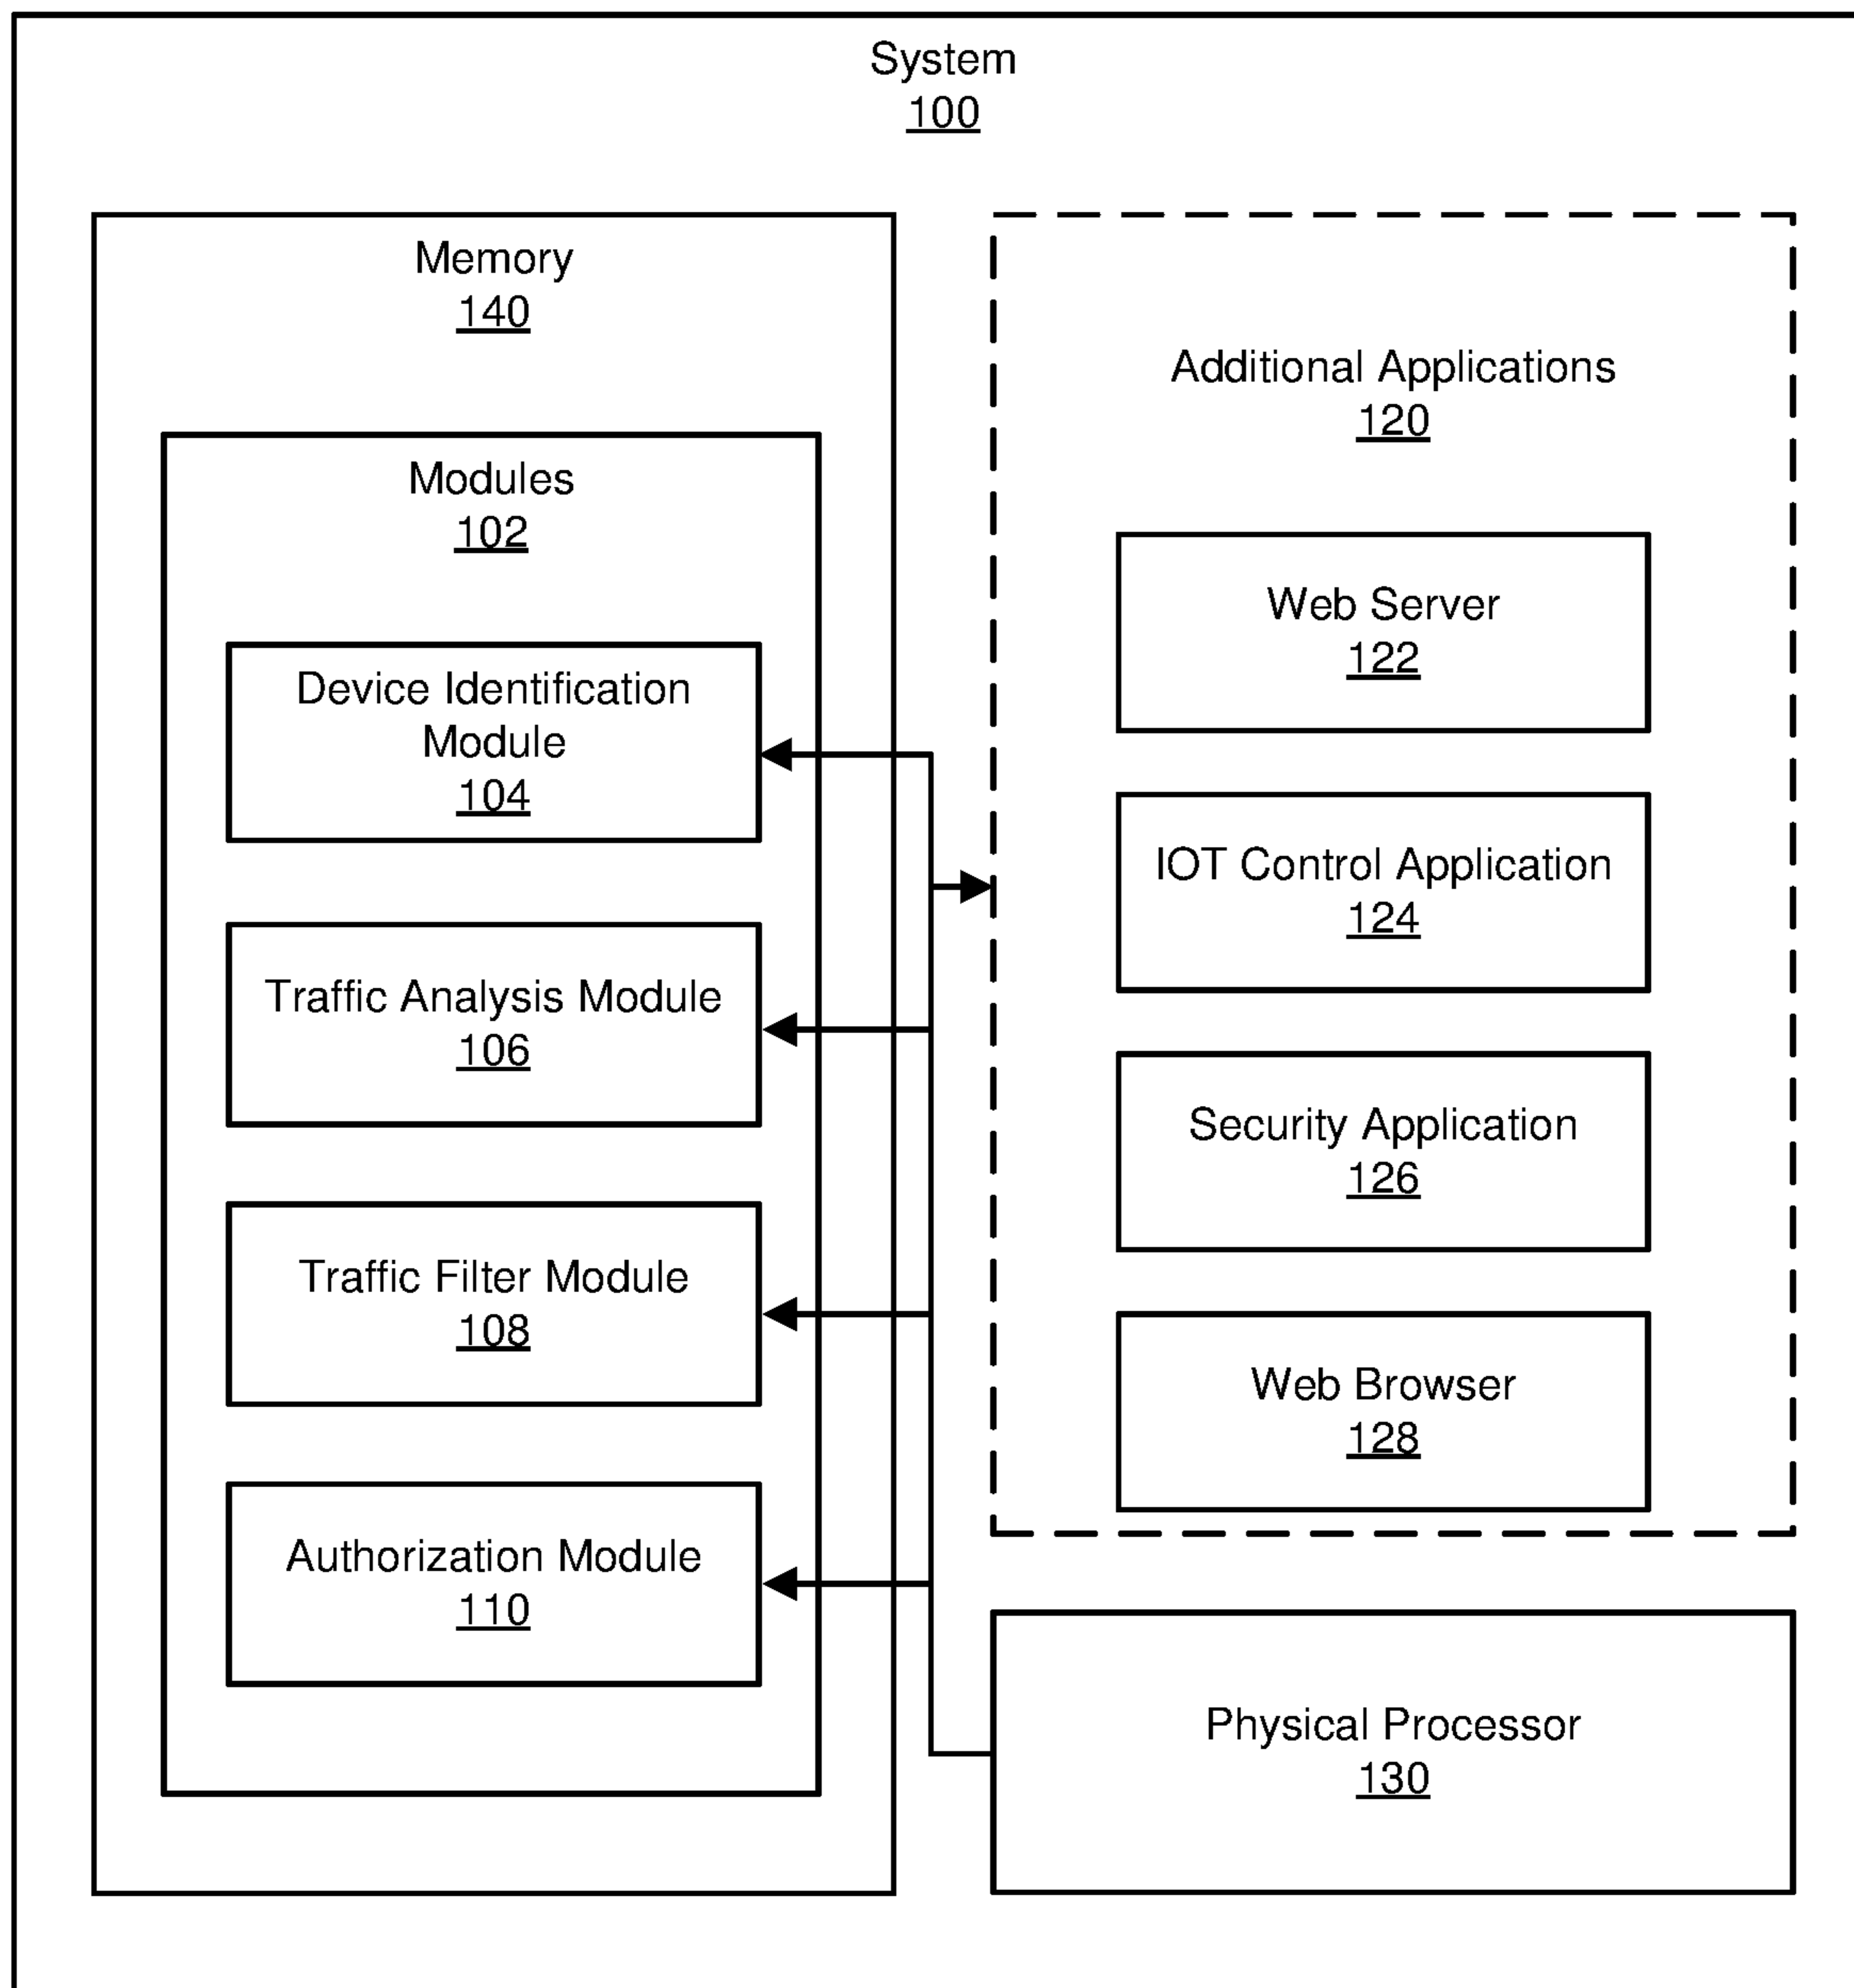 System
100
Memory
140
Modules
102
Device Identification
Module
104
Traffic Analysis Module
106
Traffic Filter Module
108
Authorization Module
110
Additional Applications
120
Web Server
122
IOT Control Application
124
Security Application
126
Web Browser
128
Physical Processor
130